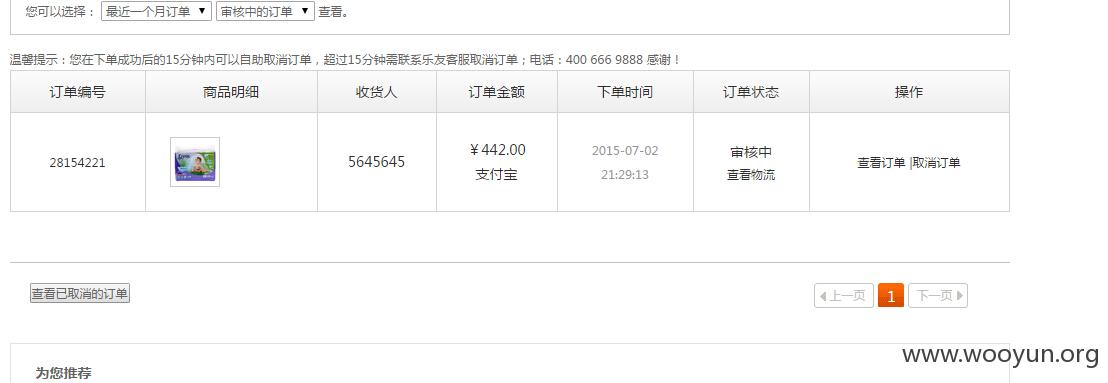 您可以选择： 最近一个月订单 审核中的订单 查看。
温馨提示：您在下单成功后的15分钟内可以自助取消订单，超过15分钟需联系乐友客服取消订单；电话：400 666 9888 感谢！
订单编号 商品明细 收货人 订单金额 下单时间 订单状态 操作
28154221 5645645 ￥442.00 支付宝 2015-07-02 21:29:13 审核中 查看物流 查看订单 |取消订单
查看已取消的订单 上一页 1 下一页
为您推荐
www.wooyun.org